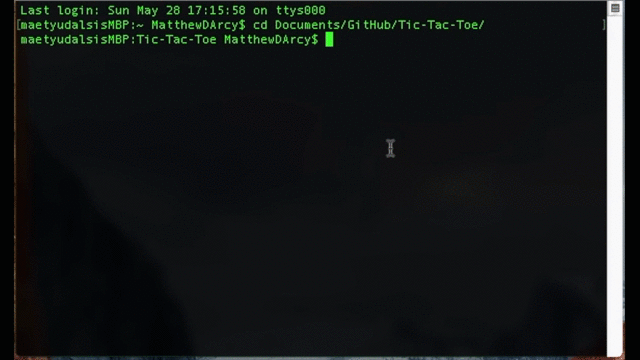 Last login: Sun May 28 17:15:58 on ttys000
[maetyudalsisMBP:~ MatthewDArcy$ cd Documents/GitHub/Tic-Tac-Toe/ ]
maetyudalsisMBP:Tic-Tac-Toe MatthewDArcy$